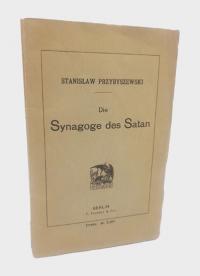 STANISLAW PRZYBYSZEWSKI
Die
Synagoge des Satan
BERLIN